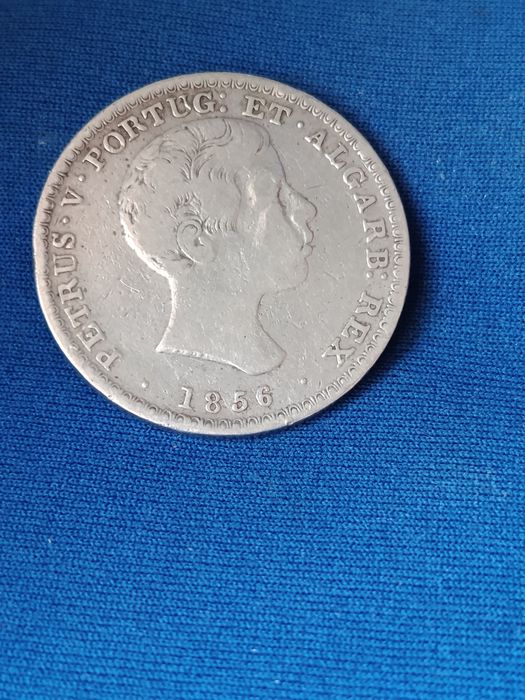 PETRUS · V · PORTUG: ET · ALGARB: REX
· 1856 ·